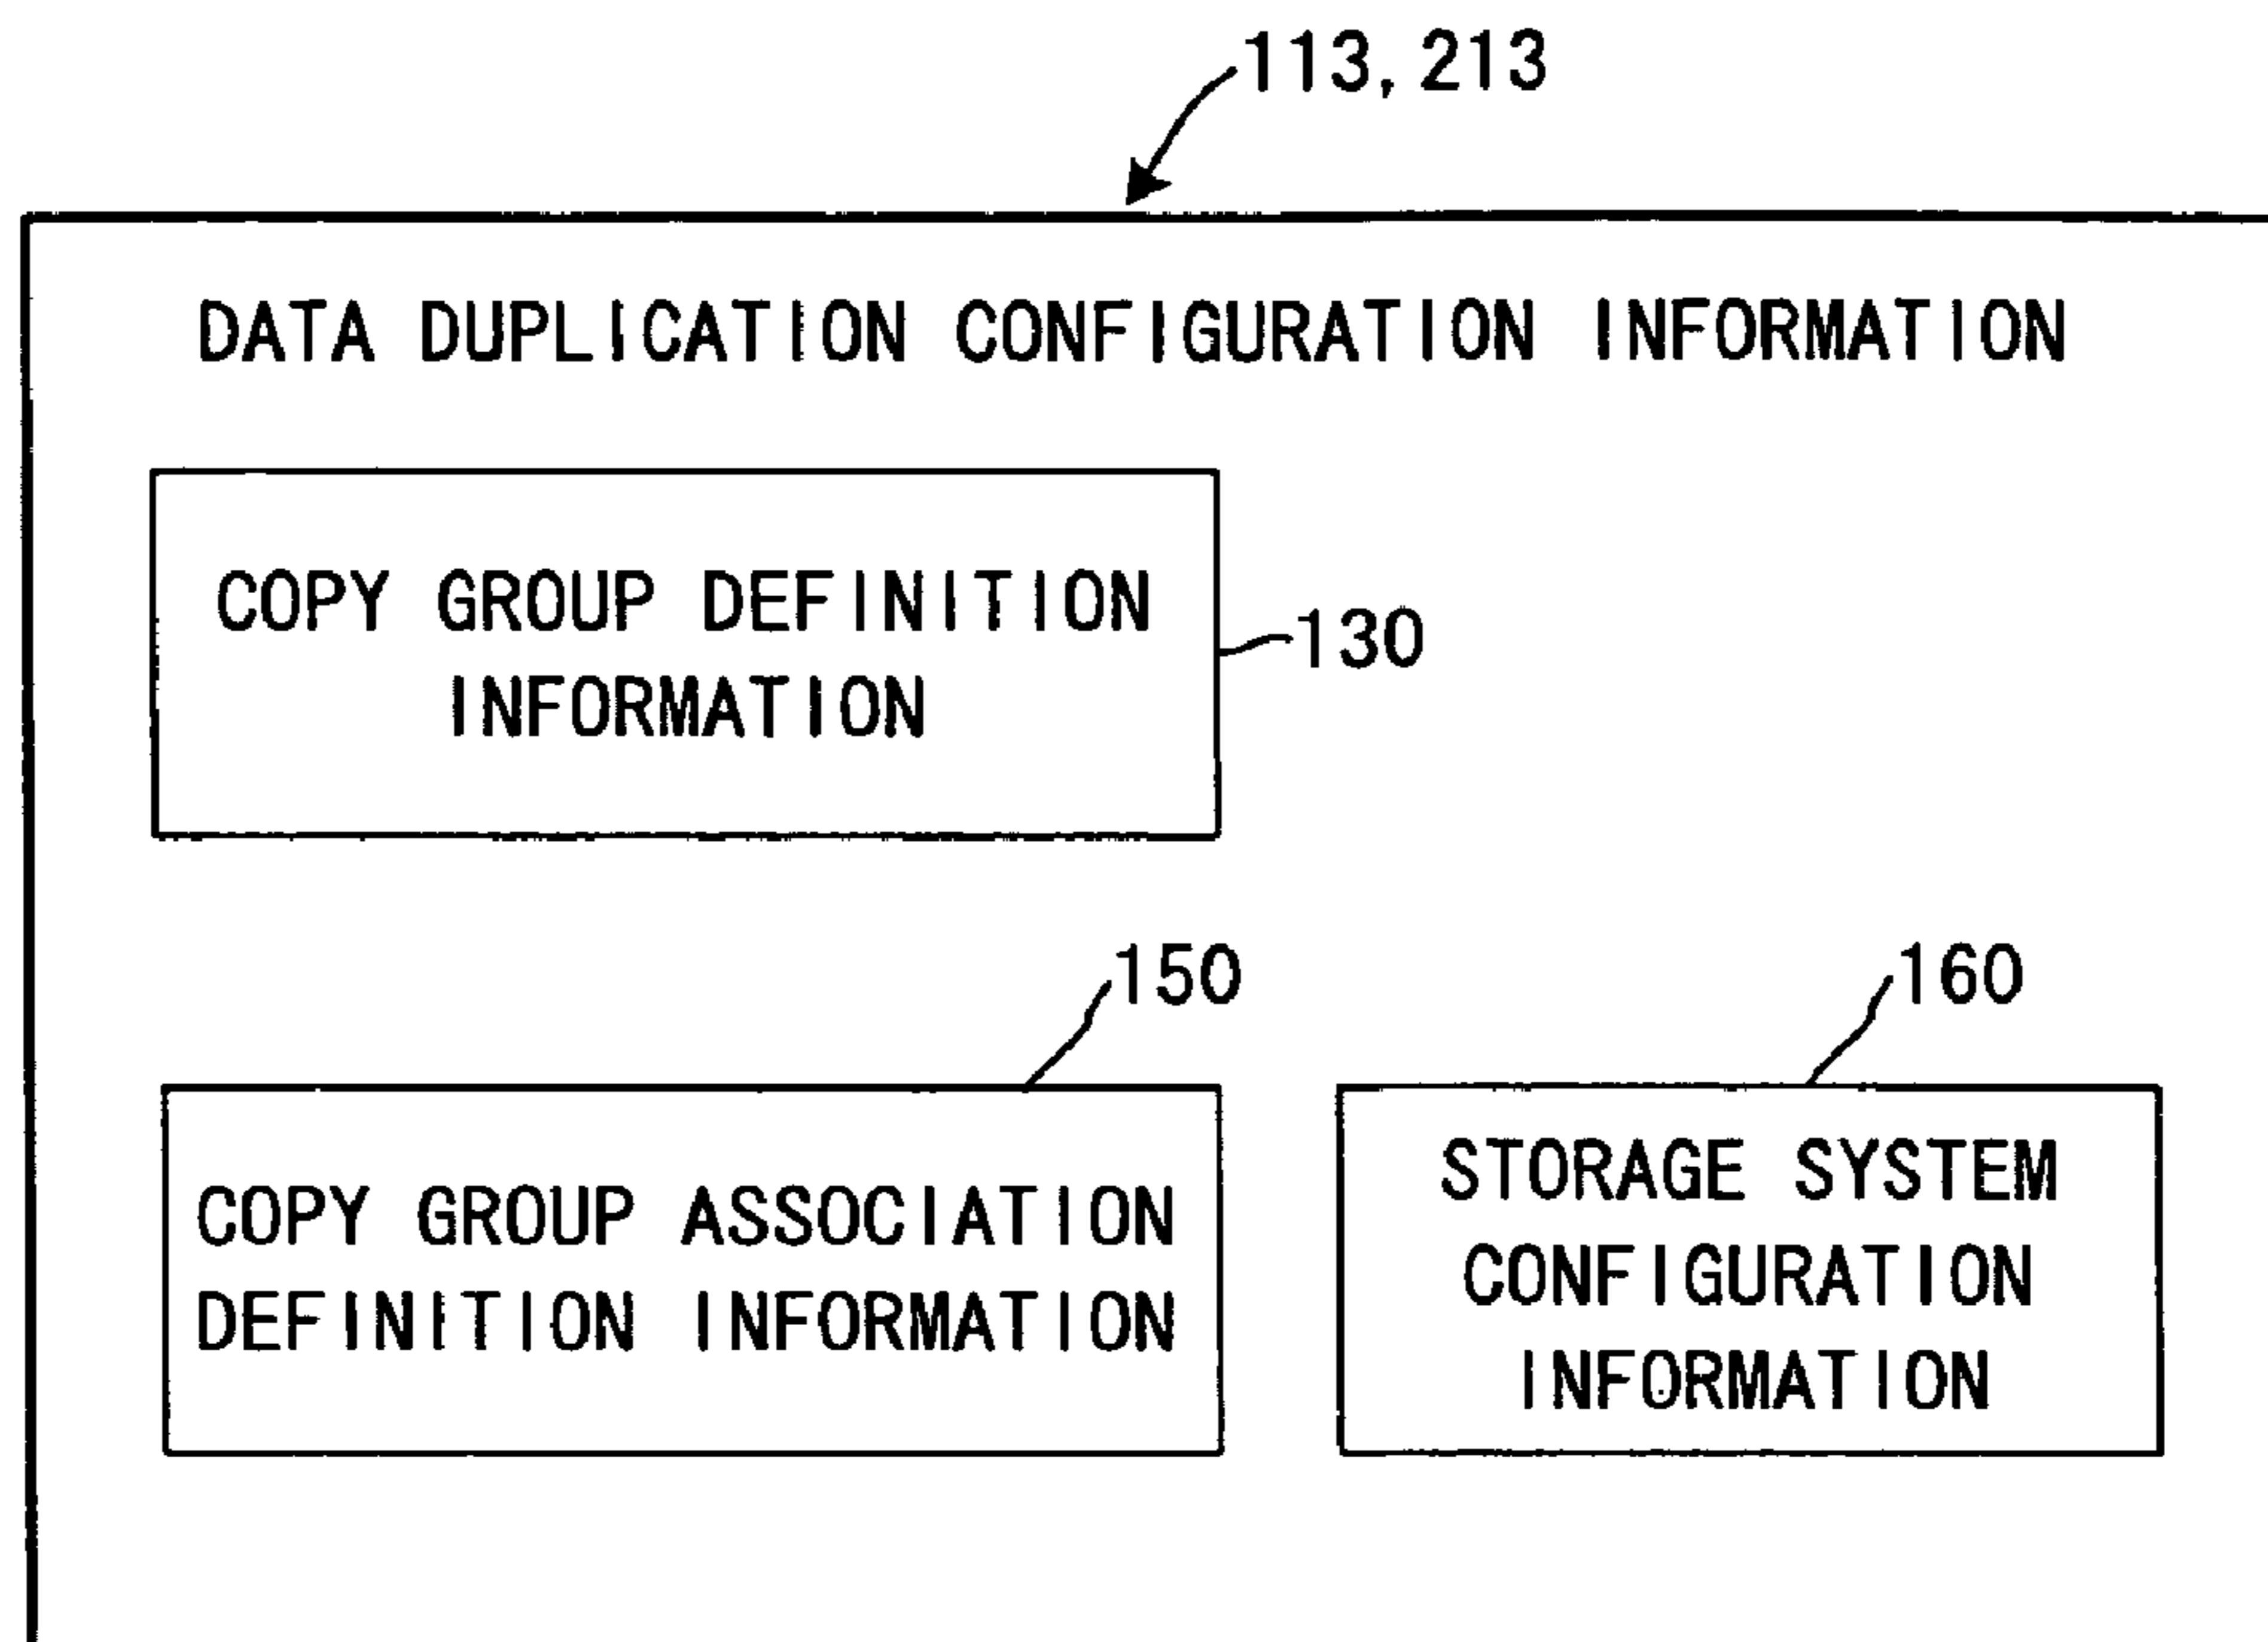 113, 213
DATA DUPLICATION CONFIGURATION INFORMATION
COPY GROUP DEFINITION
INFORMATION
130
150
160
COPY GROUP ASSOCIATION
DEFINITION INFORMATION
STORAGE SYSTEM
CONFIGURATION
INFORMATION